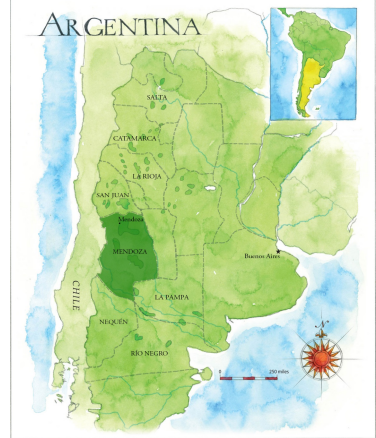 ARGENTINA
SALTA
CATAMARCA
LA RIOJA
SAN JUAN
Mendoza
MENDOZA
Buenos Aires
CHILE
LA PAMPA
NEQUÉN
RÍO NEGRO
N
0 250 miles